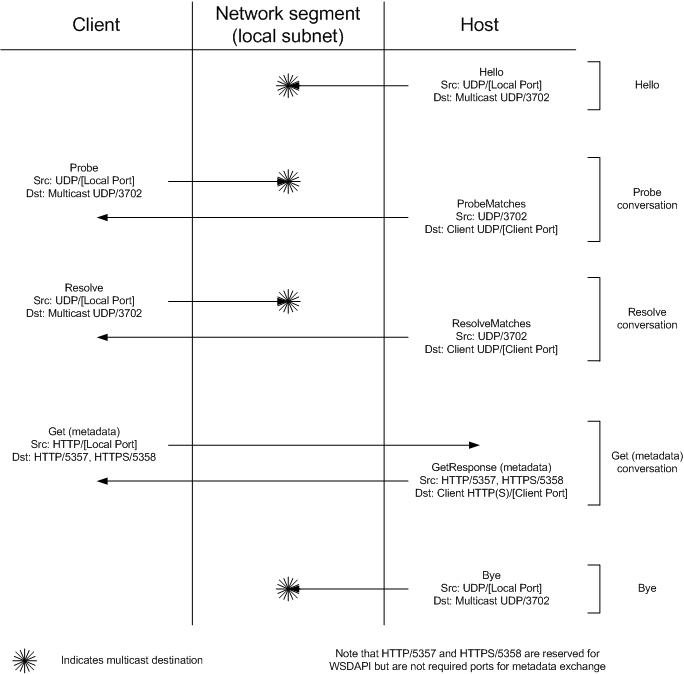 Client
Network segment
(local subnet)
Host
Hello
Src: UDP/[Local Port]
Dst: Multicast UDP/3702
Hello
Probe
Src: UDP/[Local Port]
Dst: Multicast UDP/3702
ProbeMatches
Src: UDP/3702
Dst: Client UDP/[Client Port]
Probe
conversation
Resolve
Src: UDP/[Local Port]
Dst: Multicast UDP/3702
ResolveMatches
Src: UDP/3702
Dst: Client UDP/[Client Port]
Resolve
conversation
Get (metadata)
Src: HTTP/[Local Port]
Dst: HTTP/5357, HTTPS/5358
GetResponse (metadata)
Src: HTTP/5357, HTTPS/5358
Dst: Client HTTP(S)/[Client Port]
Get (metadata)
conversation
Bye
Src: UDP/[Local Port]
Dst: Multicast UDP/3702
Bye
Indicates multicast destination
Note that HTTP/5357 and HTTPS/5358 are reserved for
WSDAPI but are not required ports for metadata exchange